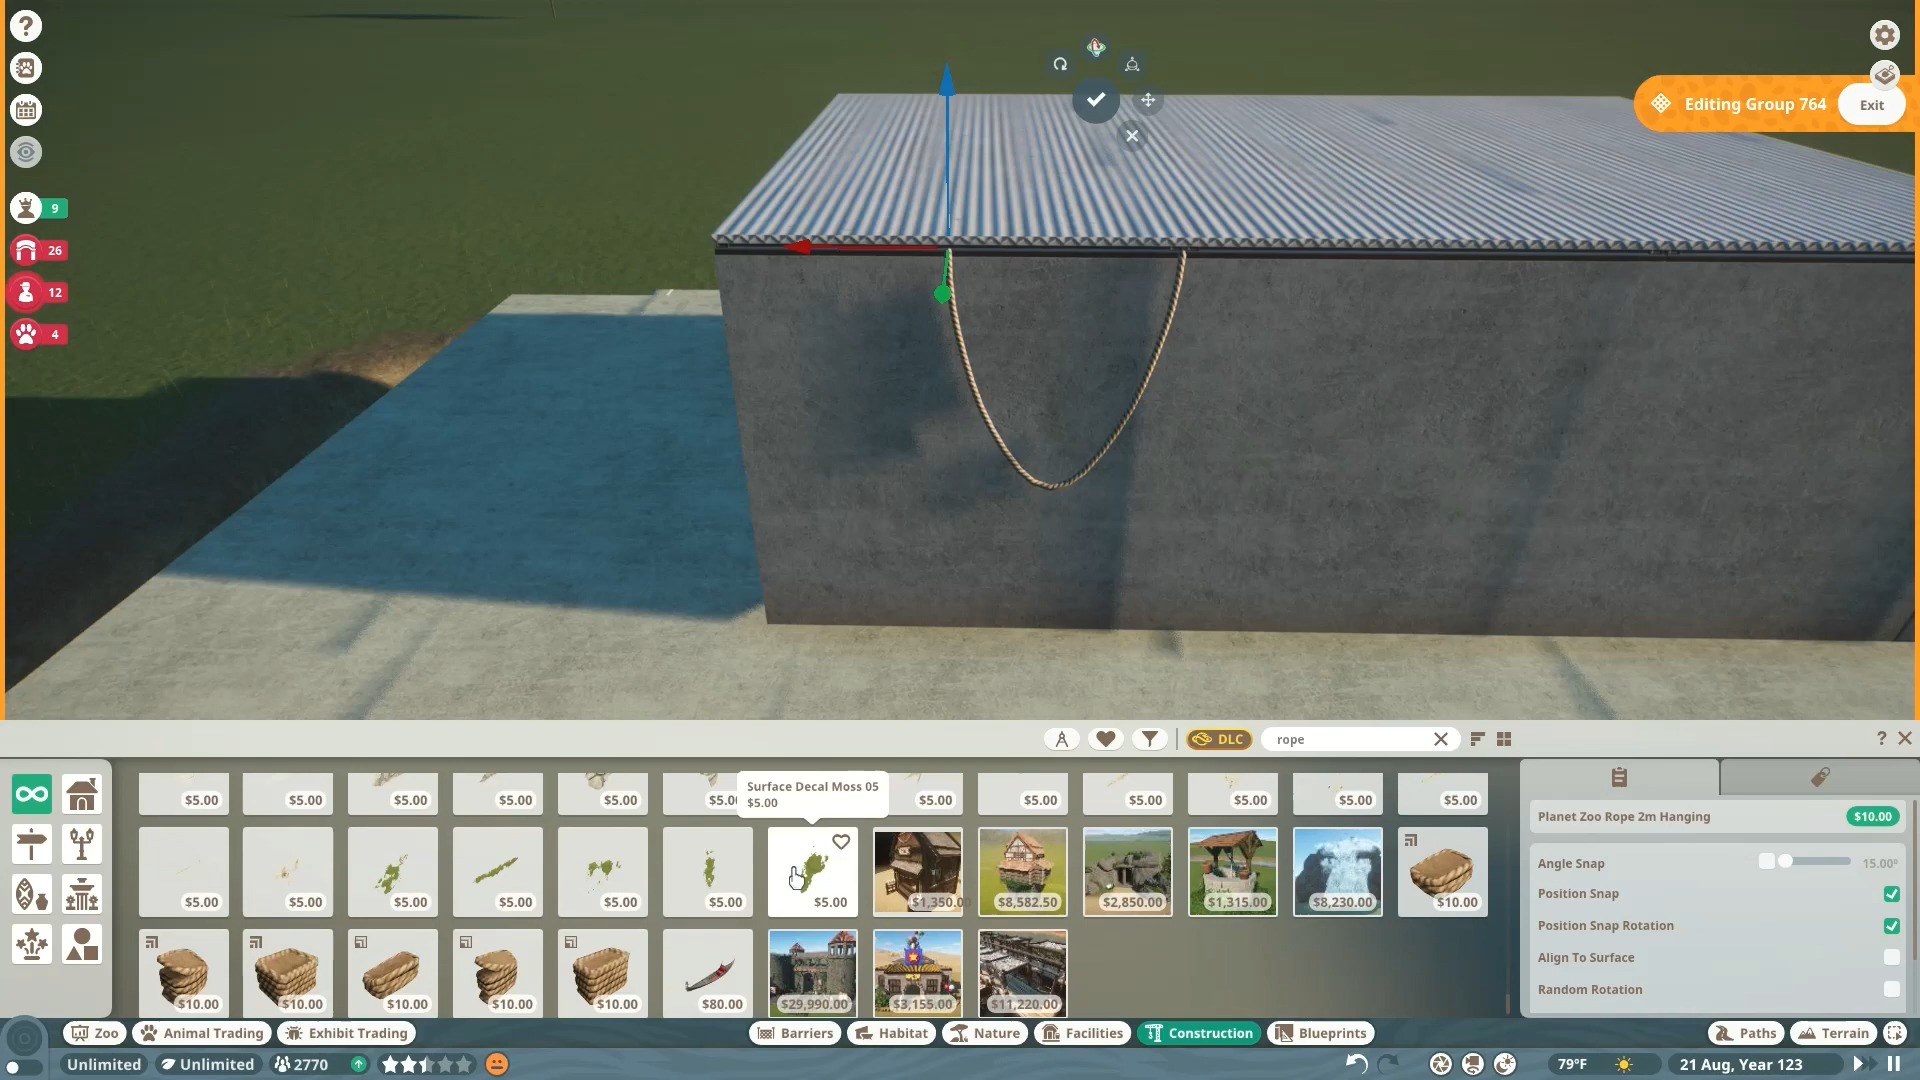 Editing Group 764
Exit
9
26
12
4
DLC
rope
?
Surface Decal Moss 05
$5.00
$5.00 $5.00 $5.00 $5.00 $5.00 $5.00 $5.00 $5.00 $5.00 $5.00 $5.00 $5.00
$5.00 $5.00 $5.00 $5.00 $5.00 $5.00 $5.00 $1,350.00 $8,582.50 $2,850.00 $1,315.00 $8,230.00 $10.00
$10.00 $10.00 $10.00 $10.00 $10.00 $80.00 $29,990.00 $3,155.00 $11,220.00
Planet Zoo Rope 2m Hanging
$10.00
Angle Snap
15.00°
Position Snap
Position Snap Rotation
Align To Surface
Random Rotation
Zoo
Animal Trading
Exhibit Trading
Barriers
Habitat
Nature
Facilities
Construction
Blueprints
Paths
Terrain
Unlimited
Unlimited
2770
79°F
21 Aug, Year 123